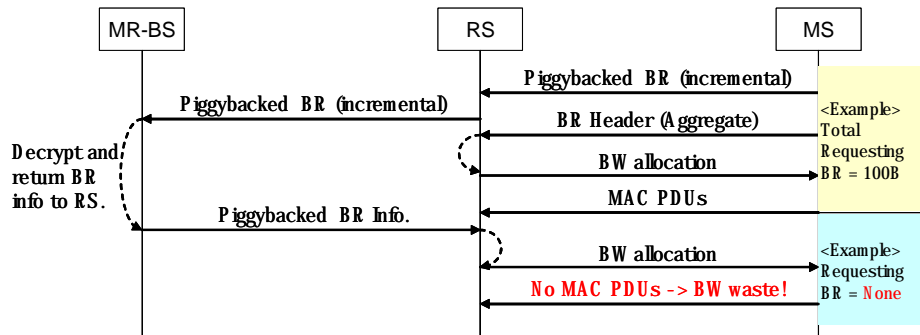 MR-BS
RS
MS
Piggybacked BR (incremental)
Piggybacked BR (incremental)
<Example>
Total
Requesting
BR = 100B
BR Header (Aggregate)
Decrypt and
return BR
info to RS.
BW allocation
MAC PDUs
Piggybacked BR Info.
BW allocation
<Example>
Requesting
BR = None
No MAC PDUs -> BW waste!